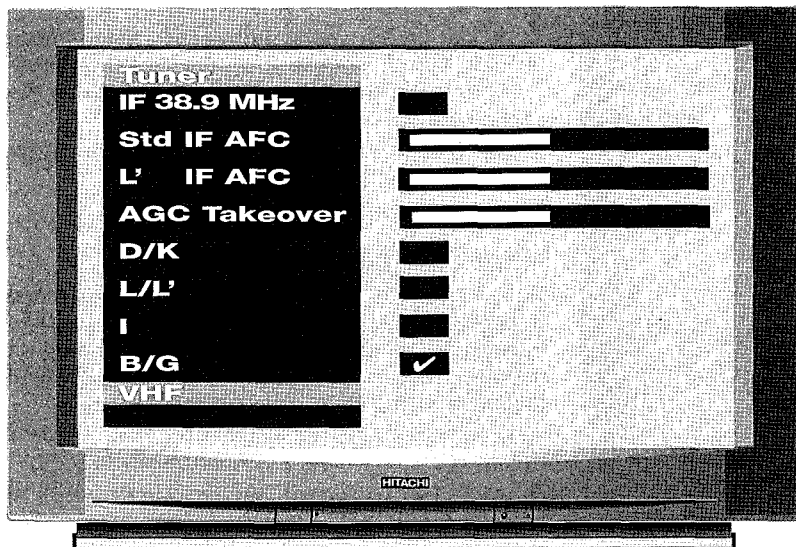 Tuner
IF 38.9 MHz
Std IF AFC
L' IF AFC
AGC Takeover
D/K
L/L'
I
B/G ✔
VHF
HITACHI